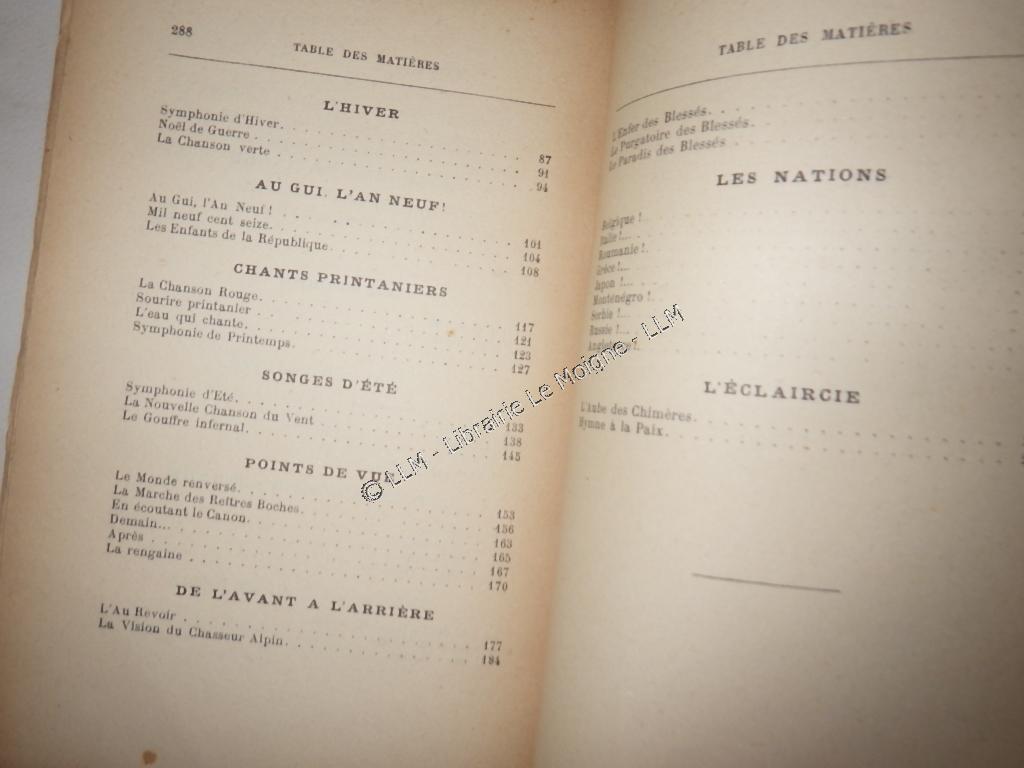 288
TABLE DES MATIÈRES
L'HIVER
Symphonie d'Hiver. 87
Noël de Guerre 91
La Chanson verte 94
AU GUI, L'AN NEUF!
Au Gui, l'An Neuf! 101
Mil neuf cent seize. 104
Les Enfants de la République. 108
CHANTS PRINTANIERS
La Chanson Rouge. 117
Sourire printanier 121
L'eau qui chante. 123
Symphonie de Printemps. 127
SONGES D'ÉTÉ
Symphonie d'Eté. 133
La Nouvelle Chanson du Vent 138
Le Gouffre infernal. 145
POINTS DE VUE
Le Monde renversé. 153
La Marche des Reîtres Boches. 156
En écoutant le Canon. 163
Demain... 165
Après 167
La rengaine 170
DE L'AVANT A L'ARRIÈRE
L'Au Revoir 177
La Vision du Chasseur Alpin. 184
TABLE DES MATIÈRES
L'Enfer des Blessés.
Le Purgatoire des Blessés.
Le Paradis des Blessés
LES NATIONS
Belgique!
Italie!...
Roumanie!.
Grèce!...
Japon!...
Monténégro!.
Serbie!...
Russie!...
Angleterre!.
L'ÉCLAIRCIE
L'Aube des Chimères.
Hymne à la Paix.
© LLM - Librairie Le Moigne - LLM